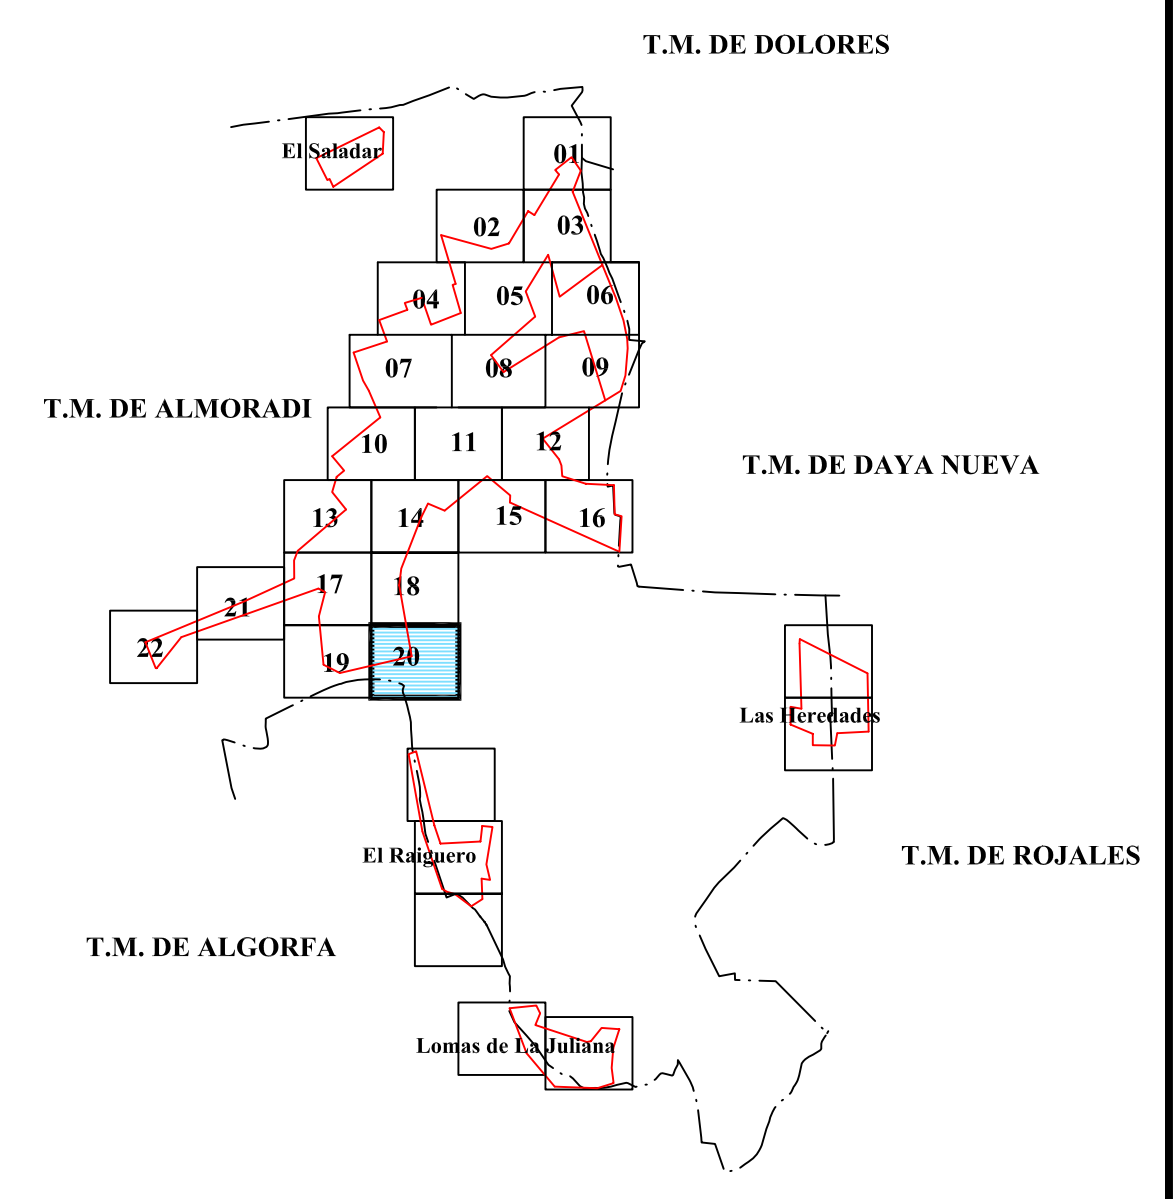 T.M. DE DOLORES
El Saladar
01
02
03
04
05
06
07
08
09
T.M. DE ALMORADI
10
11
12
T.M. DE DAYA NUEVA
13
14
15
16
17
18
21
22
19
20
Las Heredades
El Raiguero
T.M. DE ROJALES
T.M. DE ALGORFA
Lomas de La Juliana